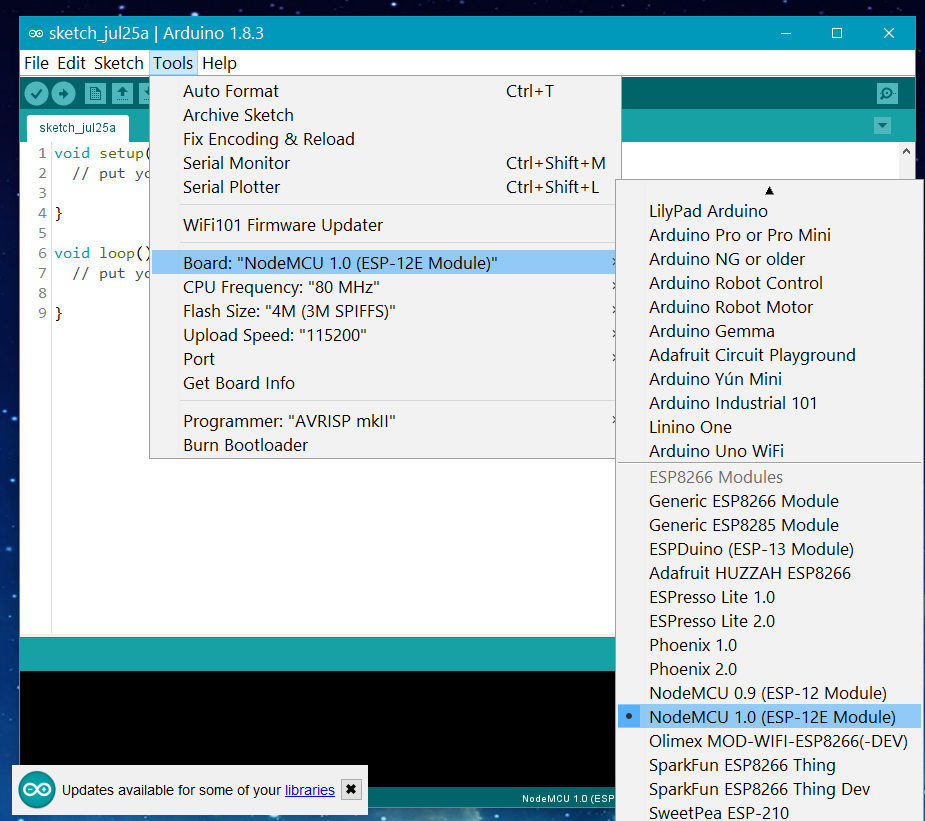 sketch_jul25a | Arduino 1.8.3
File Edit Sketch Tools Help
sketch_jul25a
1 void setup(
2 // put yo
3
4 }
5
6 void loop()
7 // put yo
8
9 }
Auto Format Ctrl+T
Archive Sketch
Fix Encoding & Reload
Serial Monitor Ctrl+Shift+M
Serial Plotter Ctrl+Shift+L
WiFi101 Firmware Updater
Board: "NodeMCU 1.0 (ESP-12E Module)"
CPU Frequency: "80 MHz"
Flash Size: "4M (3M SPIFFS)"
Upload Speed: "115200"
Port
Get Board Info
Programmer: "AVRISP mkII"
Burn Bootloader
LilyPad Arduino
Arduino Pro or Pro Mini
Arduino NG or older
Arduino Robot Control
Arduino Robot Motor
Arduino Gemma
Adafruit Circuit Playground
Arduino Yún Mini
Arduino Industrial 101
Linino One
Arduino Uno WiFi
ESP8266 Modules
Generic ESP8266 Module
Generic ESP8285 Module
ESPDuino (ESP-13 Module)
Adafruit HUZZAH ESP8266
ESPresso Lite 1.0
ESPresso Lite 2.0
Phoenix 1.0
Phoenix 2.0
NodeMCU 0.9 (ESP-12 Module)
NodeMCU 1.0 (ESP-12E Module)
Olimex MOD-WIFI-ESP8266(-DEV)
SparkFun ESP8266 Thing
SparkFun ESP8266 Thing Dev
SweetPea ESP-210
Updates available for some of your libraries
NodeMCU 1.0 (ESP